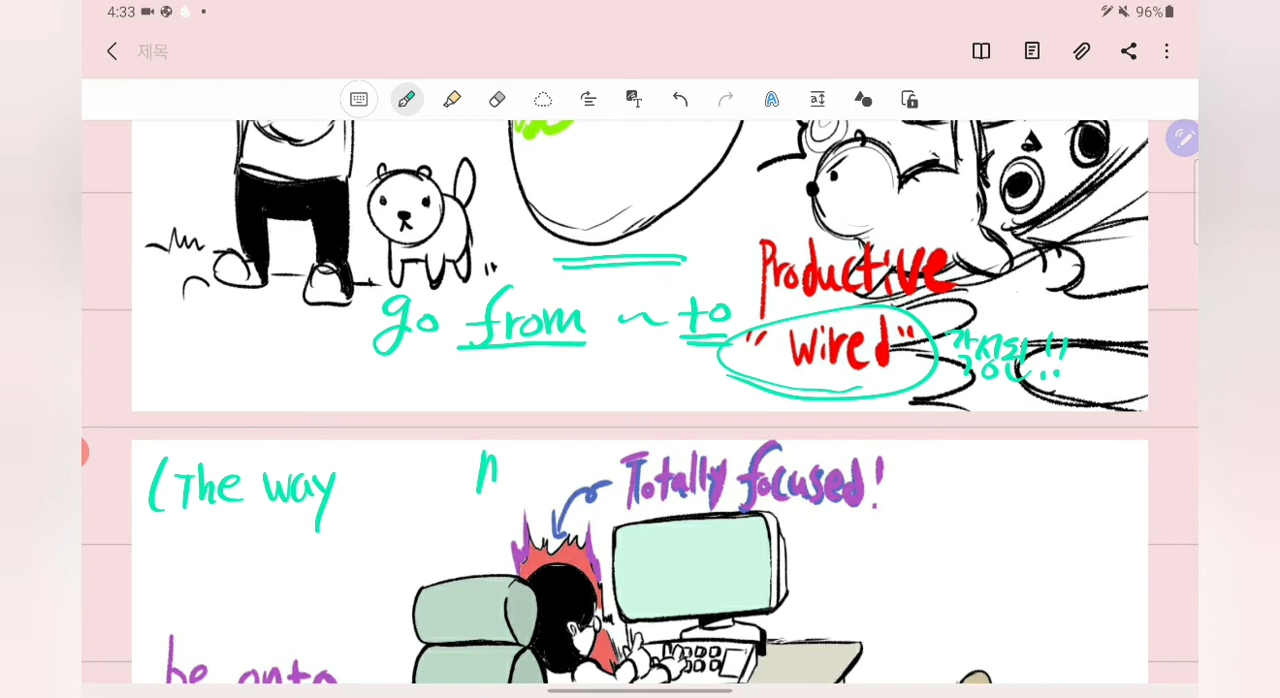 4:33
96%
제목
Productive
go from ~ to
"wired"
각성된!!
(The way
n
Totally focused!
be onto